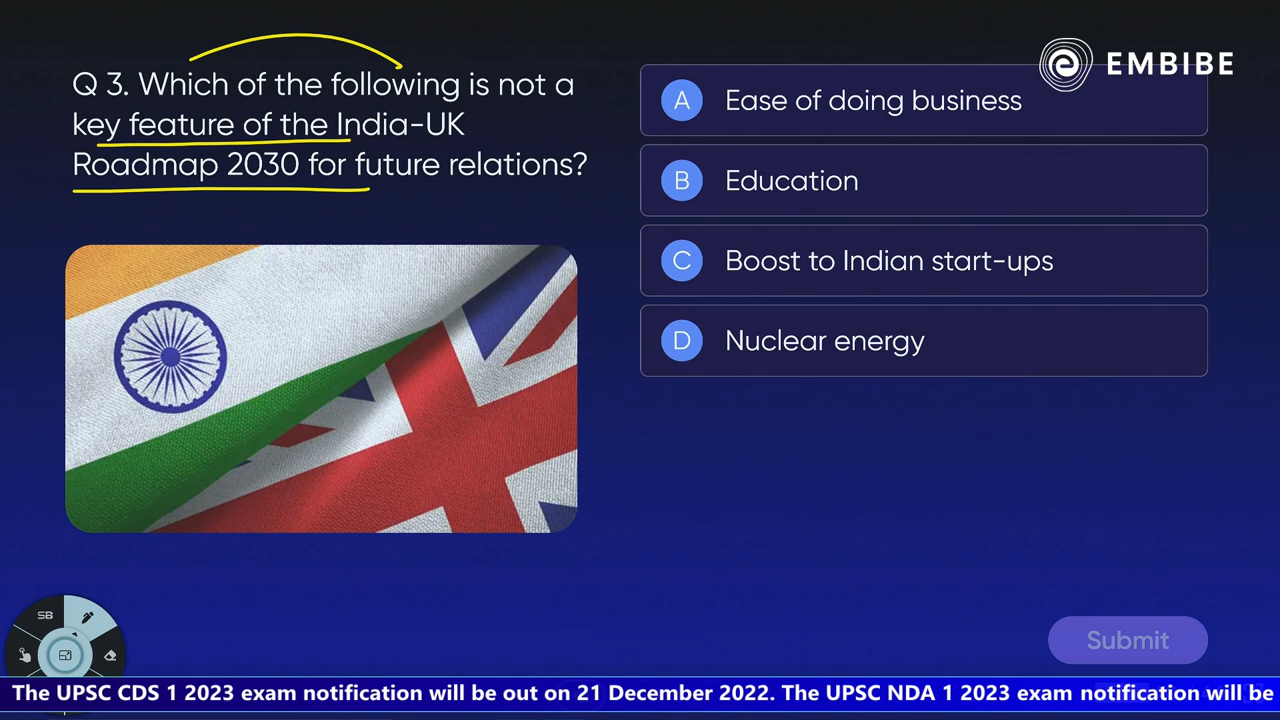 EMBIBE
Q 3. Which of the following is not a
key feature of the India-UK
Roadmap 2030 for future relations?
A Ease of doing business
B Education
C Boost to Indian start-ups
D Nuclear energy
SB
Submit
The UPSC CDS 1 2023 exam notification will be out on 21 December 2022. The UPSC NDA 1 2023 exam notification will be